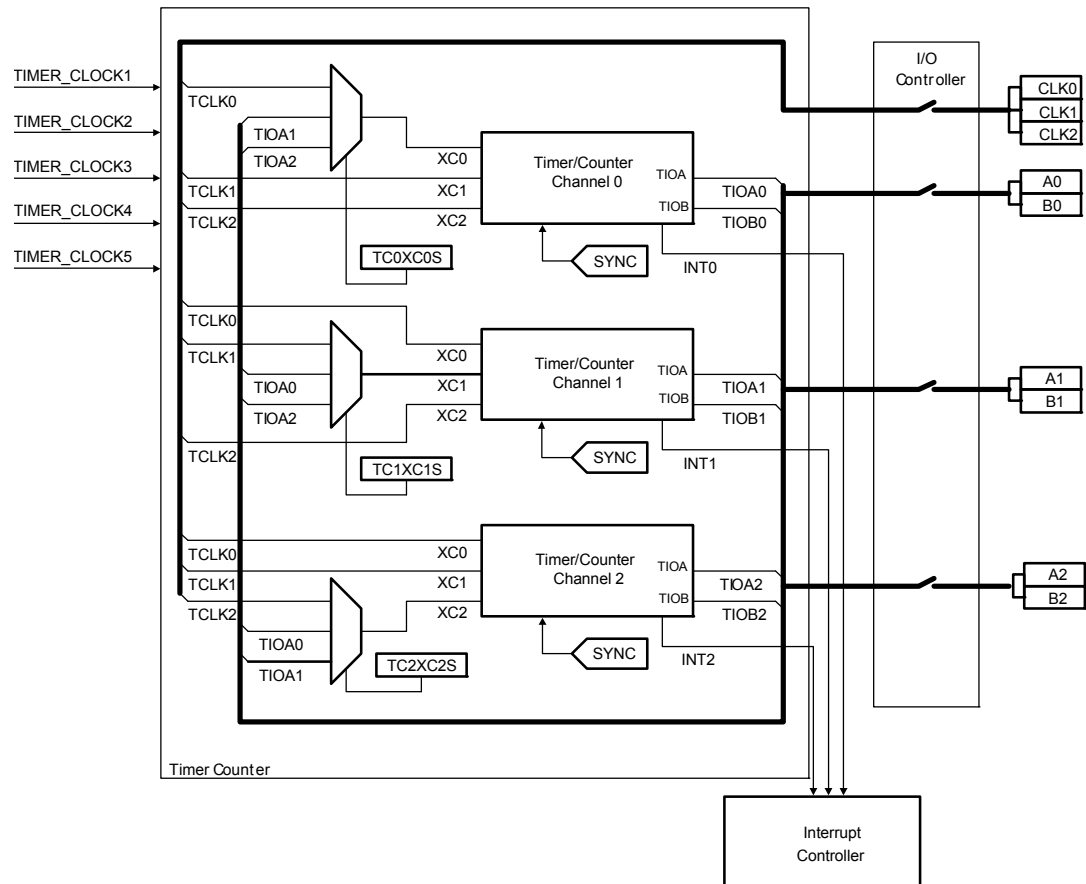 TIMER_CLOCK1
TIMER_CLOCK2
TIMER_CLOCK3
TIMER_CLOCK4
TIMER_CLOCK5
TCLK0
TIOA1
TIOA2
TCLK1
TCLK2
XC0
XC1
XC2
Timer/Counter
Channel 0
TIOA
TIOB
TIOA0
TIOB0
TC0XC0S
SYNC
INT0
TCLK0
TCLK1
TIOA0
TIOA2
TCLK2
XC0
XC1
XC2
Timer/Counter
Channel 1
TIOA
TIOB
TIOA1
TIOB1
TC1XC1S
SYNC
INT1
TCLK0
TCLK1
TCLK2
TIOA0
TIOA1
XC0
XC1
XC2
Timer/Counter
Channel 2
TIOA
TIOB
TIOA2
TIOB2
TC2XC2S
SYNC
INT2
Timer Counter
I/O
Controller
CLK0
CLK1
CLK2
A0
B0
A1
B1
A2
B2
Interrupt
Controller